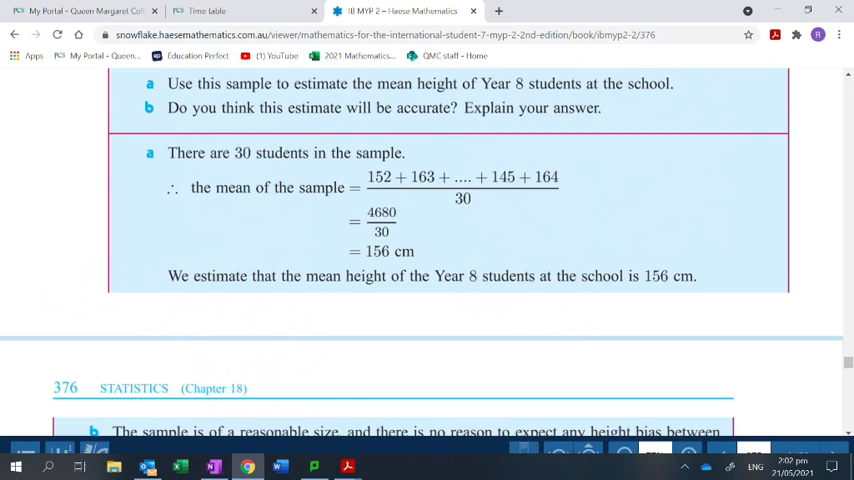 My Portal - Queen Margaret Coll
Time table
IB MYP 2 – Haese Mathematics
snowflake.haesemathematics.com.au/viewer/mathematics-for-the-international-student-7-myp-2-2nd-edition/book/ibmyp2-2/376
Apps
My Portal - Queen...
Education Perfect
(1) YouTube
2021 Mathematics...
QMC staff - Home
a Use this sample to estimate the mean height of Year 8 students at the school.
b Do you think this estimate will be accurate? Explain your answer.
a There are 30 students in the sample.
∴ the mean of the sample = 152 + 163 + .... + 145 + 164
30
= 4680
30
= 156 cm
We estimate that the mean height of the Year 8 students at the school is 156 cm.
376 STATISTICS (Chapter 18)
b The sample is of a reasonable size, and there is no reason to expect any height bias between
ENG
2:02 pm
21/05/2021